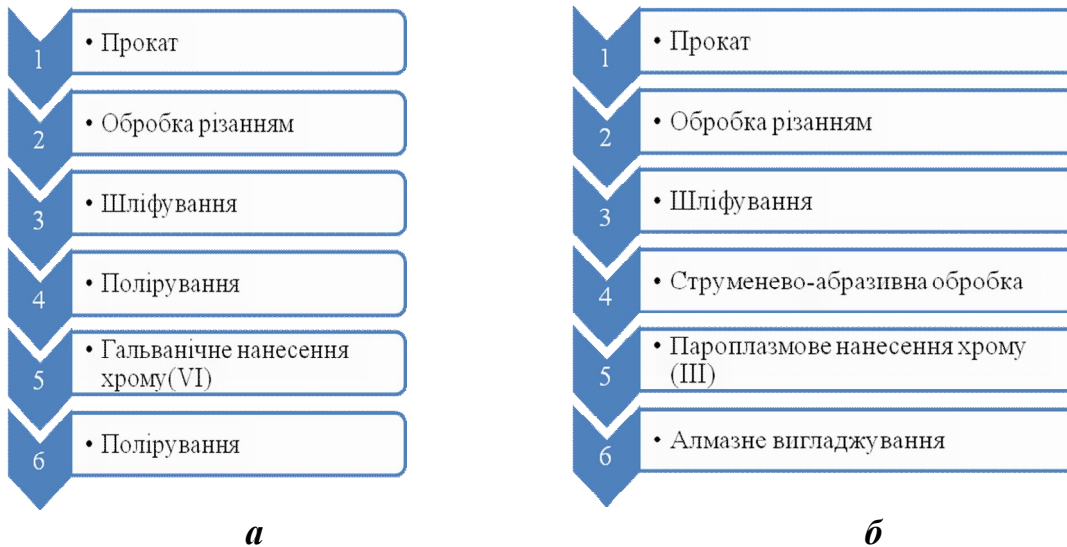 1
• Прокат
2
• Обробка різанням
3
• Шліфування
4
• Полірування
5
• Гальванічне нанесення
хрому(VI)
6
• Полірування
а
1
• Прокат
2
• Обробка різанням
3
• Шліфування
4
• Струменево-абразивна обробка
5
• Пароплазмове нанесення хрому
(III)
6
• Алмазне вигладжування
б